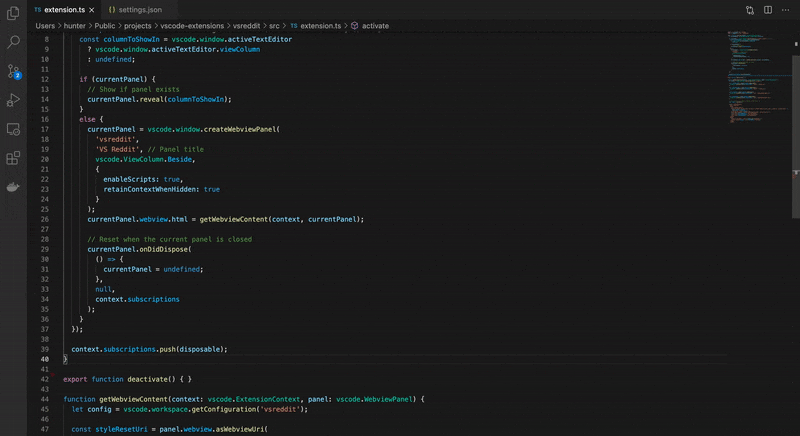 TS extension.ts ×
{} settings.json
Users > hunter > Public > projects > vscode-extensions > vsreddit > src > TS extension.ts > activate
8 const columnToShowIn = vscode.window.activeTextEditor
9 ? vscode.window.activeTextEditor.viewColumn
10 : undefined;
11
12 if (currentPanel) {
13 // Show if panel exists
14 currentPanel.reveal(columnToShowIn);
15 }
16 else {
17 currentPanel = vscode.window.createWebviewPanel(
18 'vsreddit',
19 'VS Reddit', // Panel title
20 vscode.ViewColumn.Beside,
21 {
22 enableScripts: true,
23 retainContextWhenHidden: true
24 }
25 );
26 currentPanel.webview.html = getWebviewContent(context, currentPanel);
27
28 // Reset when the current panel is closed
29 currentPanel.onDidDispose(
30 () => {
31 currentPanel = undefined;
32 },
33 null,
34 context.subscriptions
35 );
36 }
37 });
38
39 context.subscriptions.push(disposable);
40 }
41
42 export function deactivate() { }
43
44 function getWebviewContent(context: vscode.ExtensionContext, panel: vscode.WebviewPanel) {
45 let config = vscode.workspace.getConfiguration('vsreddit');
46
47 const styleResetUri = panel.webview.asWebviewUri(
2